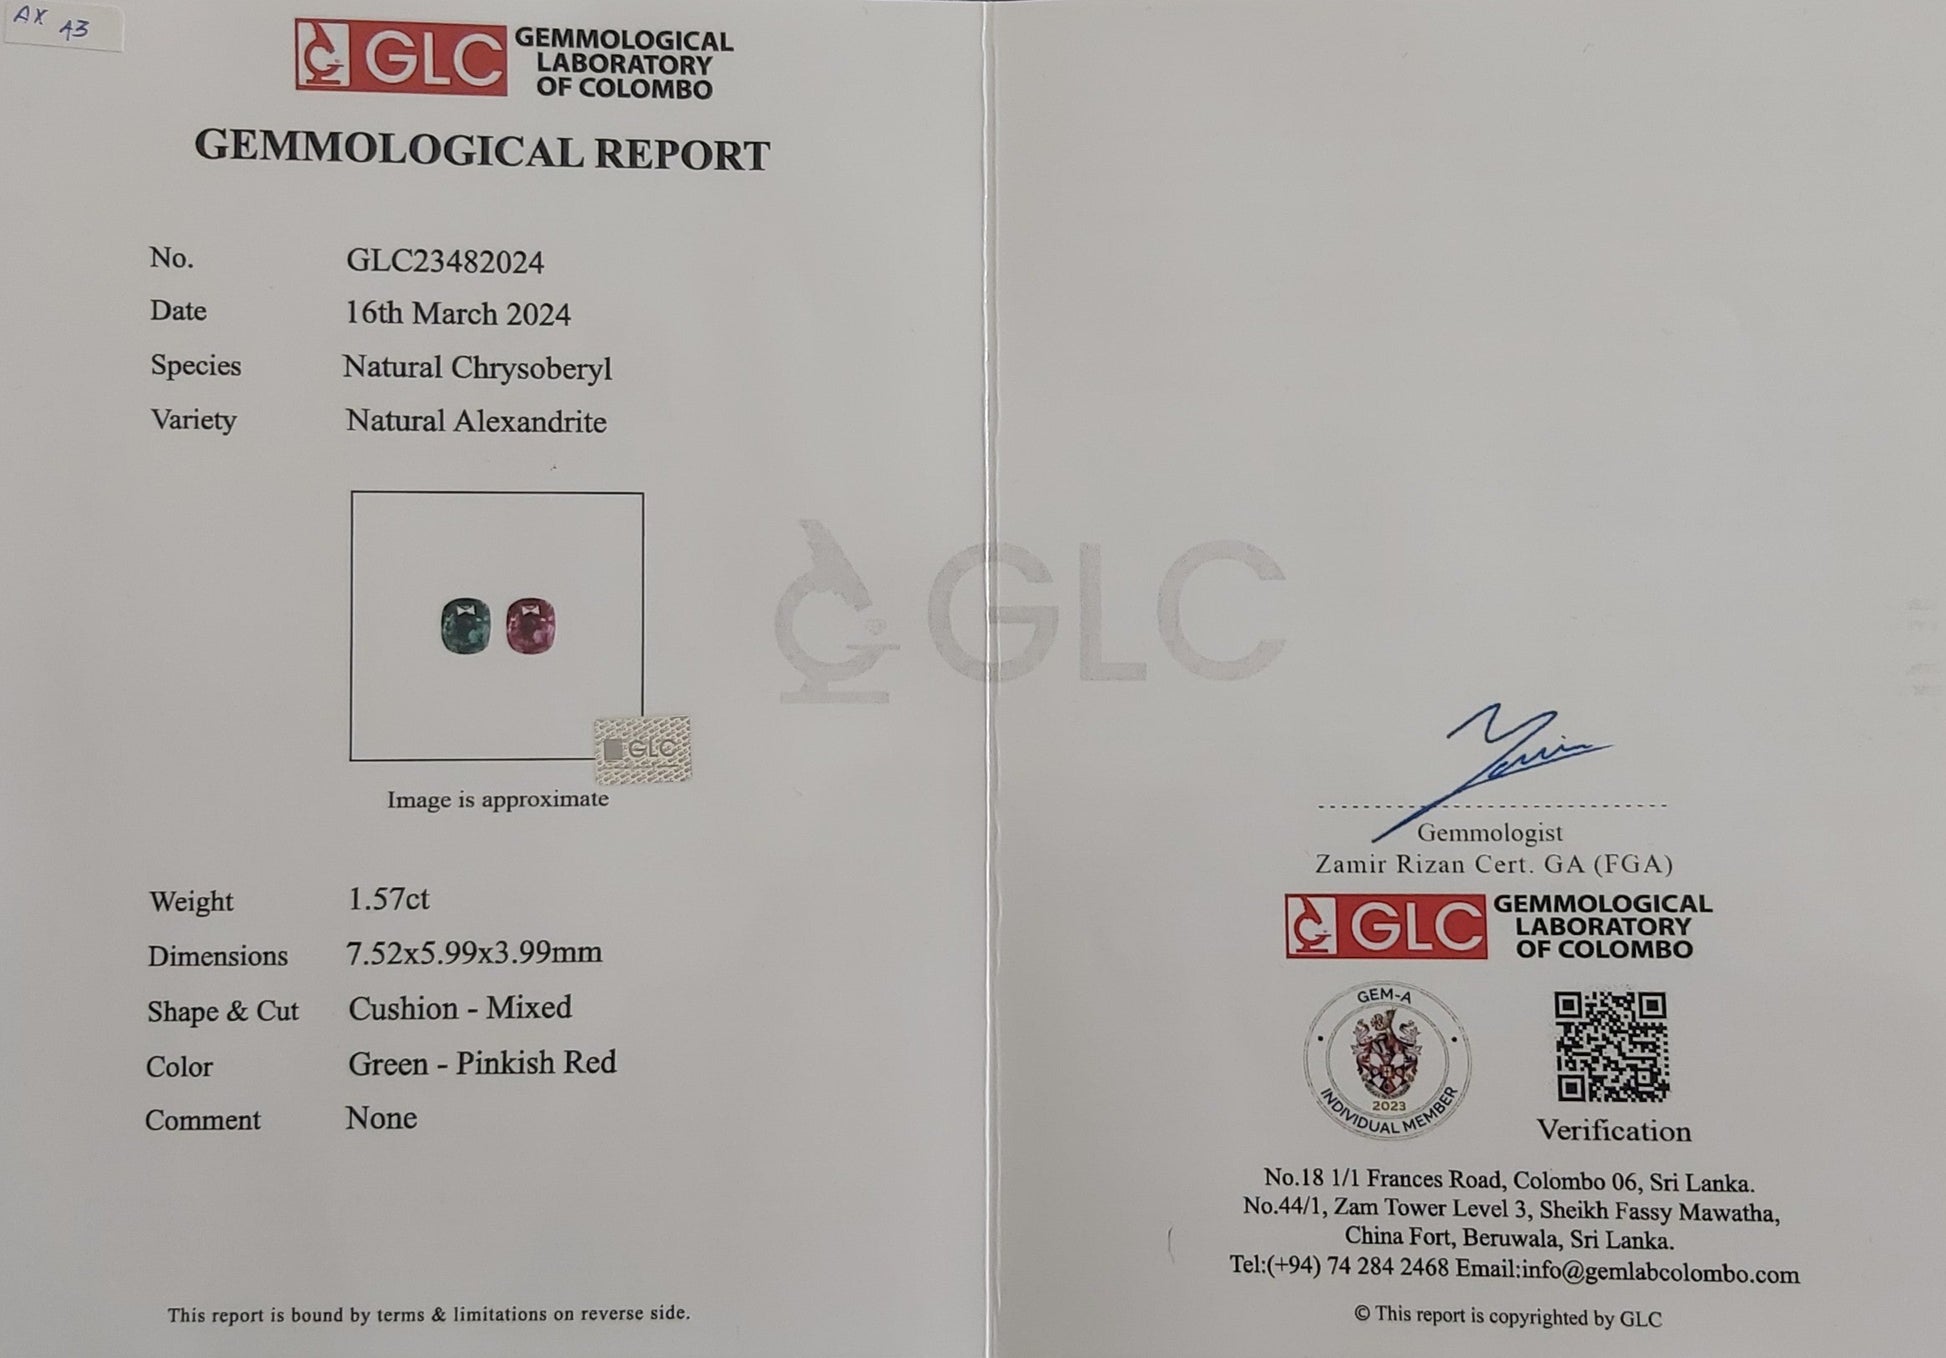 AX A3
GLC GEMMOLOGICAL
LABORATORY
OF COLOMBO
GEMMOLOGICAL REPORT
No. GLC23482024
Date 16th March 2024
Species Natural Chrysoberyl
Variety Natural Alexandrite
GLC
Image is approximate
Weight 1.57ct
Dimensions 7.52x5.99x3.99mm
Shape & Cut Cushion - Mixed
Color Green - Pinkish Red
Comment None
This report is bound by terms & limitations on reverse side.
GLC
Gemmologist
Zamir Rizan Cert. GA (FGA)
GLC GEMMOLOGICAL
LABORATORY
OF COLOMBO
GEM-A
2023
INDIVIDUAL MEMBER
Verification
No.18 1/1 Frances Road, Colombo 06, Sri Lanka.
No.44/1, Zam Tower Level 3, Sheikh Fassy Mawatha,
China Fort, Beruwala, Sri Lanka.
Tel:(+94) 74 284 2468 Email:info@gemlabcolombo.com
© This report is copyrighted by GLC